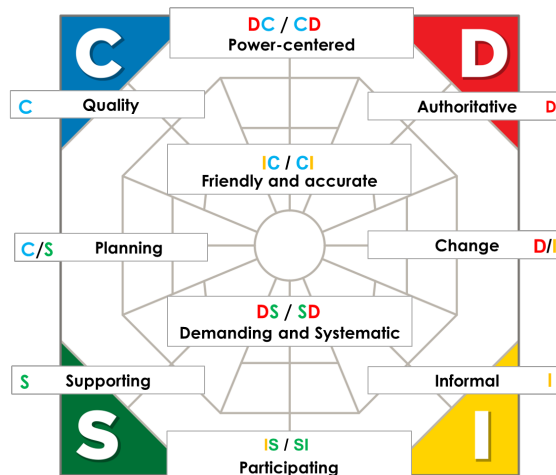 C
DC / CD
Power-centered
D
C Quality
Authoritative D
IC / CI
Friendly and accurate
C/S Planning
Change D/I
DS / SD
Demanding and Systematic
S Supporting
Informal I
S
IS / SI
Participating
I